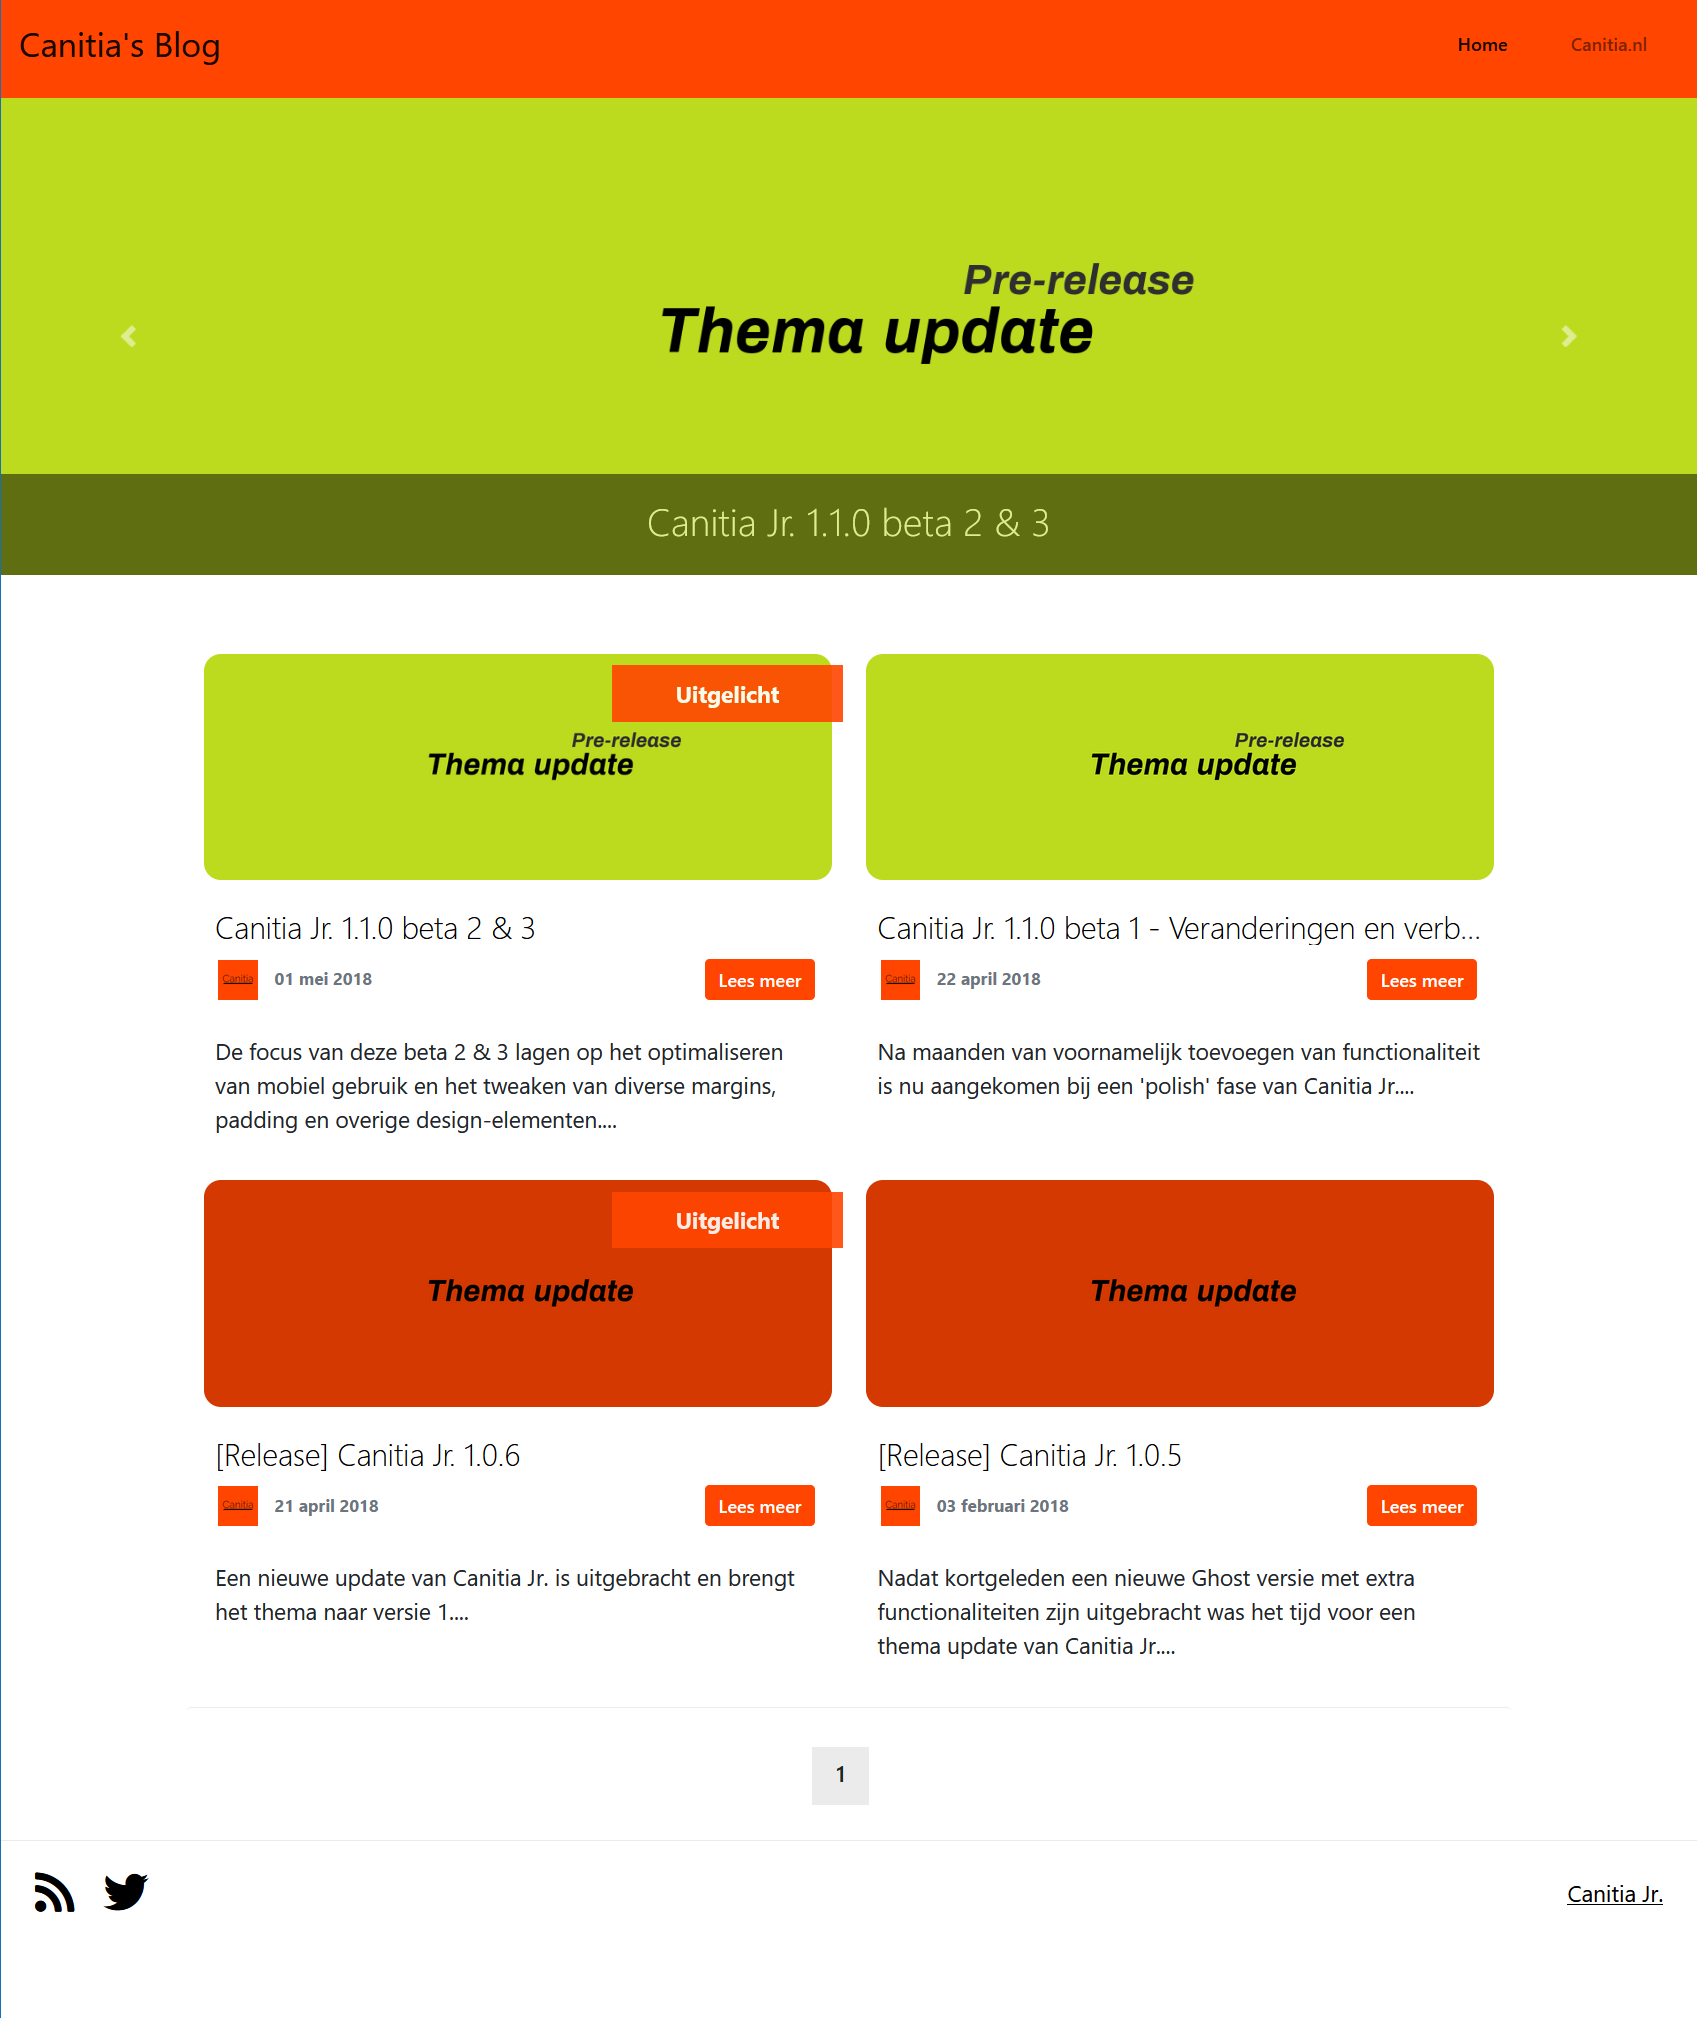 Canitia's Blog
Home
Canitia.nl
Pre-release
Thema update
Canitia Jr. 1.1.0 beta 2 & 3
Uitgelicht
Pre-release
Thema update
Canitia Jr. 1.1.0 beta 2 & 3
Canitia
01 mei 2018
Lees meer
De focus van deze beta 2 & 3 lagen op het optimaliseren
van mobiel gebruik en het tweaken van diverse margins,
padding en overige design-elementen....
Pre-release
Thema update
Canitia Jr. 1.1.0 beta 1 - Veranderingen en verb...
Canitia
22 april 2018
Lees meer
Na maanden van voornamelijk toevoegen van functionaliteit
is nu aangekomen bij een 'polish' fase van Canitia Jr....
Uitgelicht
Thema update
[Release] Canitia Jr. 1.0.6
Canitia
21 april 2018
Lees meer
Een nieuwe update van Canitia Jr. is uitgebracht en brengt
het thema naar versie 1....
Thema update
[Release] Canitia Jr. 1.0.5
Canitia
03 februari 2018
Lees meer
Nadat kortgeleden een nieuwe Ghost versie met extra
functionaliteiten zijn uitgebracht was het tijd voor een
thema update van Canitia Jr....
1
Canitia Jr.